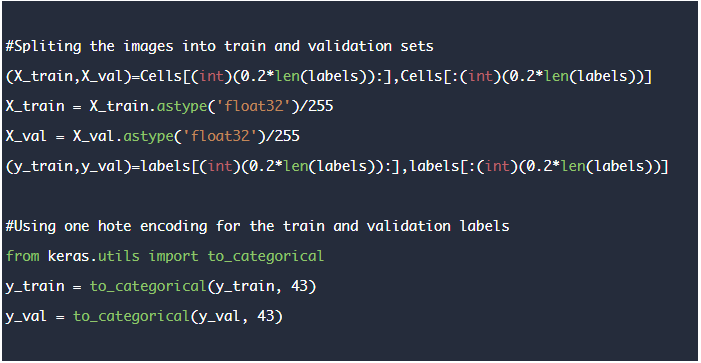 #Spliting the images into train and validation sets
(X_train,X_val)=Cells[(int)(0.2*len(labels)):],Cells[:(int)(0.2*len(labels))]
X_train = X_train.astype('float32')/255
X_val = X_val.astype('float32')/255
(y_train,y_val)=labels[(int)(0.2*len(labels)):],labels[:(int)(0.2*len(labels))]
#Using one hote encoding for the train and validation labels
from keras.utils import to_categorical
y_train = to_categorical(y_train, 43)
y_val = to_categorical(y_val, 43)